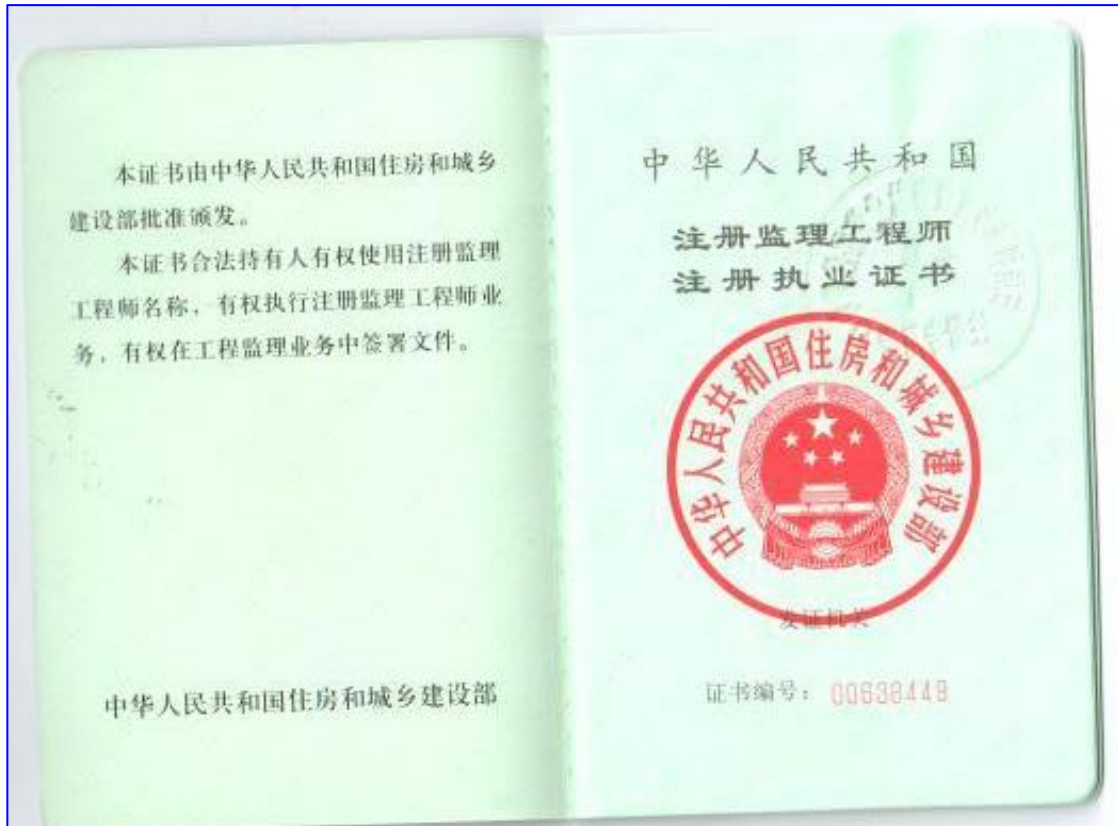 本证书由中华人民共和国住房和城乡
建设部批准颁发。
本证书合法持有人有权使用注册监理
工程师名称，有权执行注册监理工程师业
务，有权在工程监理业务中签署文件。
中华人民共和国住房和城乡建设部
中华人民共和国
注册监理工程师
注册执业证书
中华人民共和国住房和城乡建设部
发证机关
证书编号：00638449